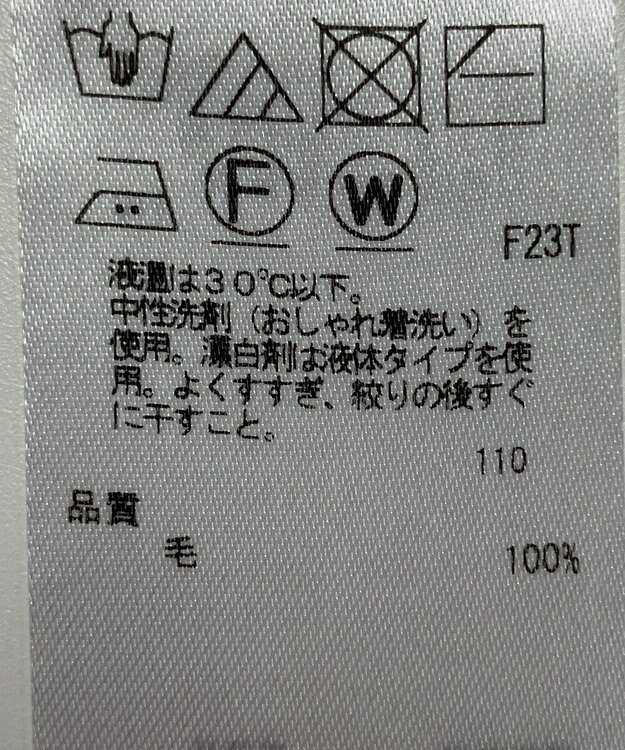 F
W
F23T
液温は30℃以下。
中性洗剤（おしゃれ着洗い）を
使用。漂白剤は液体タイプを使
用。よくすすぎ、絞りの後すぐ
に干すこと。
110
品質
毛 100%